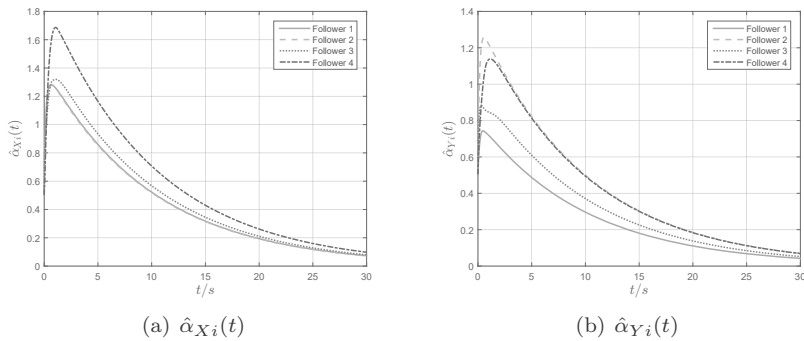 1.8
1.6
1.4
1.2
1
0.8
0.6
0.4
0.2
0
α̂_{Xi}(t)
Follower 1
Follower 2
Follower 3
Follower 4
0 5 10 15 20 25 30
t/s
(a) α̂_{Xi}(t)
1.4
1.2
1
0.8
0.6
0.4
0.2
0
α̂_{Yi}(t)
Follower 1
Follower 2
Follower 3
Follower 4
0 5 10 15 20 25 30
t/s
(b) α̂_{Yi}(t)